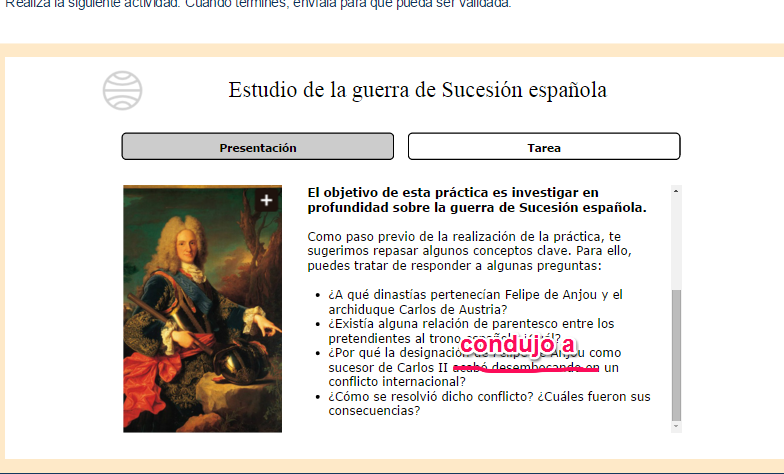 Realiza la siguiente actividad. Cuando termines, envíala para que pueda ser validada.
Estudio de la guerra de Sucesión española
Presentación
Tarea
El objetivo de esta práctica es investigar en
profundidad sobre la guerra de Sucesión española.
Como paso previo de la realización de la práctica, te
sugerimos repasar algunos conceptos clave. Para ello,
puedes tratar de responder a algunas preguntas:
• ¿A qué dinastías pertenecían Felipe de Anjou y el
archiduque Carlos de Austria?
• ¿Existía alguna relación de parentesco entre los
pretendientes al trono español? ¿Cuál?
condujo a
• ¿Por qué la designación de Felipe de Anjou como
sucesor de Carlos II acabó desembocando en un
conflicto internacional?
• ¿Cómo se resolvió dicho conflicto? ¿Cuáles fueron sus
consecuencias?